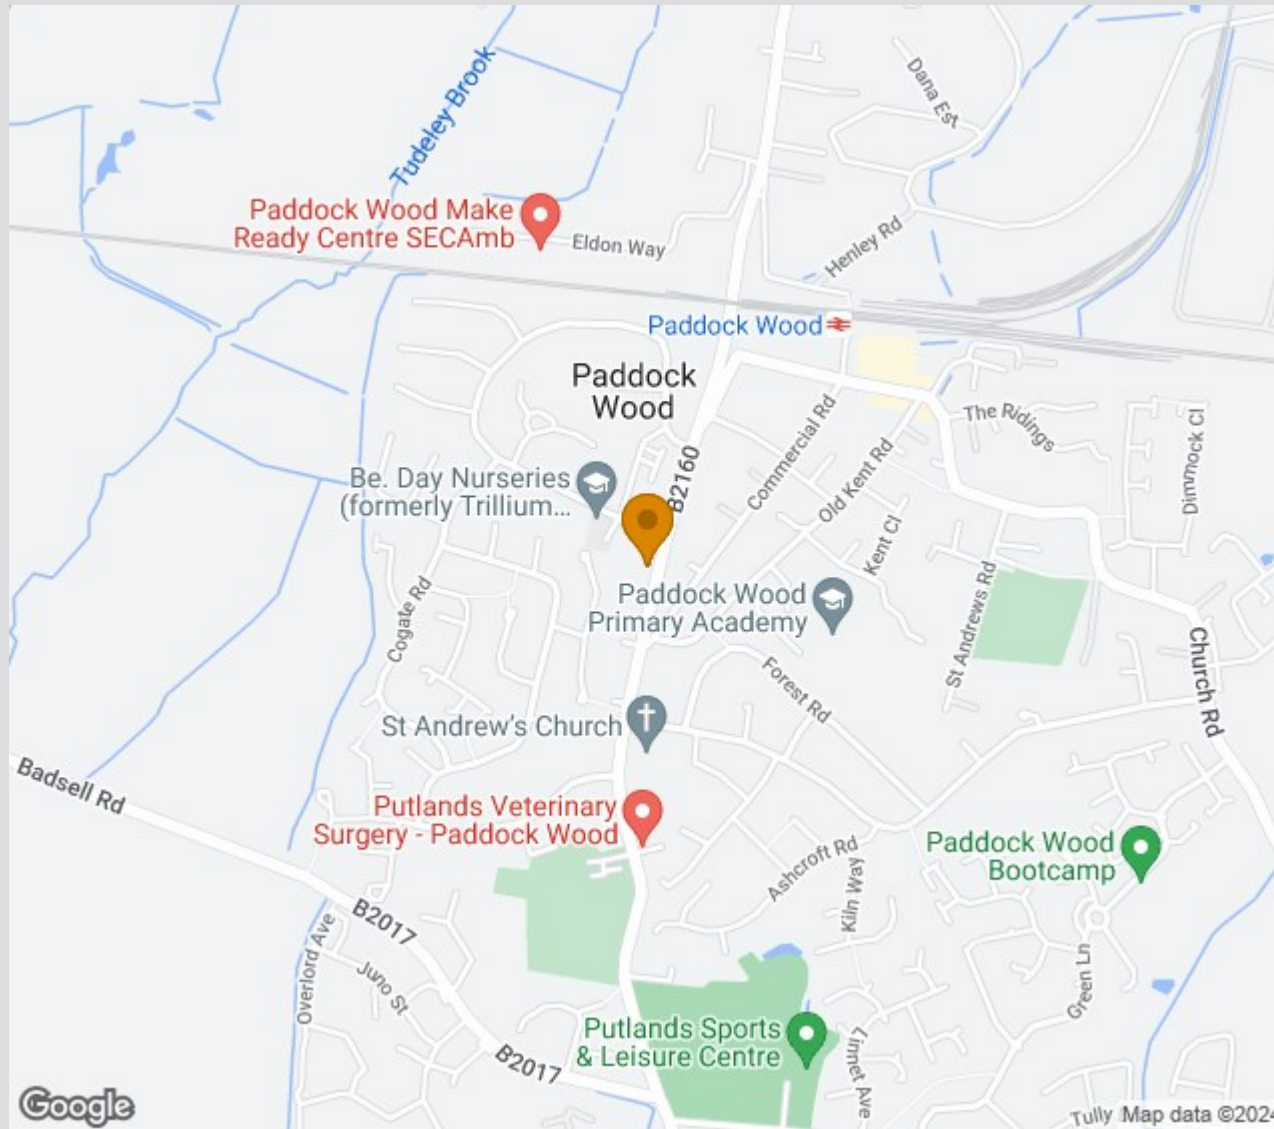 Dana Est
Tudeley Brook
Paddock Wood Make
Ready Centre SECAmb
Eldon Way
Henley Rd
Paddock Wood
Paddock
Wood
The Ridings
Dimmock Cl
Commercial Rd
Old Kent Rd
B2160
Be. Day Nurseries
(formerly Trillium...
Kent Cl
Cogate Rd
Paddock Wood
Primary Academy
St Andrews Rd
Church Rd
Forest Rd
St Andrew's Church
Badsell Rd
Putlands Veterinary
Surgery - Paddock Wood
Ashcroft Rd
Kiln Way
Paddock Wood
Bootcamp
B2017
Overlord Ave
Juno St
Green Ln
Putlands Sports
& Leisure Centre
Linnet Ave
B2017
Google
Tully
Map data ©2024